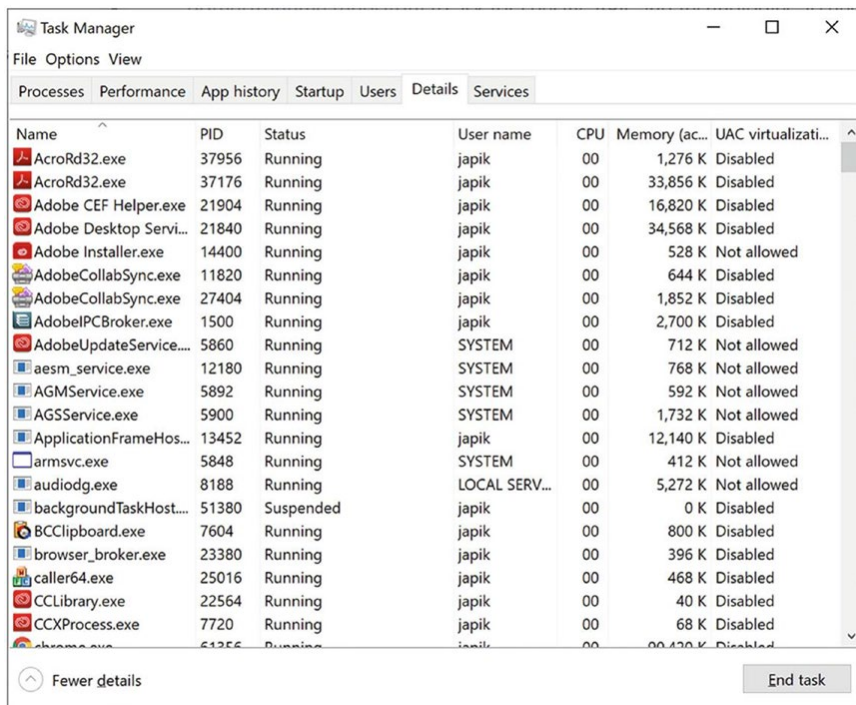 Task Manager
File Options View
Processes Performance App history Startup Users Details Services
Name PID Status User name CPU Memory (ac... UAC virtualizati...
AcroRd32.exe 37956 Running japik 00 1,276 K Disabled
AcroRd32.exe 37176 Running japik 00 33,856 K Disabled
Adobe CEF Helper.exe 21904 Running japik 00 16,820 K Disabled
Adobe Desktop Servi... 21840 Running japik 00 34,568 K Disabled
Adobe Installer.exe 14400 Running japik 00 528 K Not allowed
AdobeCollabSync.exe 11820 Running japik 00 644 K Disabled
AdobeCollabSync.exe 27404 Running japik 00 1,852 K Disabled
AdobeIPCBroker.exe 1500 Running japik 00 2,700 K Disabled
AdobeUpdateService.... 5860 Running SYSTEM 00 712 K Not allowed
aesm_service.exe 12180 Running SYSTEM 00 768 K Not allowed
AGMService.exe 5892 Running SYSTEM 00 592 K Not allowed
AGSService.exe 5900 Running SYSTEM 00 1,732 K Not allowed
ApplicationFrameHos... 13452 Running japik 00 12,140 K Disabled
armsvc.exe 5848 Running SYSTEM 00 412 K Not allowed
audiodg.exe 8188 Running LOCAL SERV... 00 5,272 K Not allowed
backgroundTaskHost.... 51380 Suspended japik 00 0 K Disabled
BCClipboard.exe 7604 Running japik 00 800 K Disabled
browser_broker.exe 23380 Running japik 00 396 K Disabled
caller64.exe 25016 Running japik 00 468 K Disabled
CCLibrary.exe 22564 Running japik 00 40 K Disabled
CCXProcess.exe 7720 Running japik 00 68 K Disabled
chrome.exe Running japik 00 Disabled
Fewer details End task